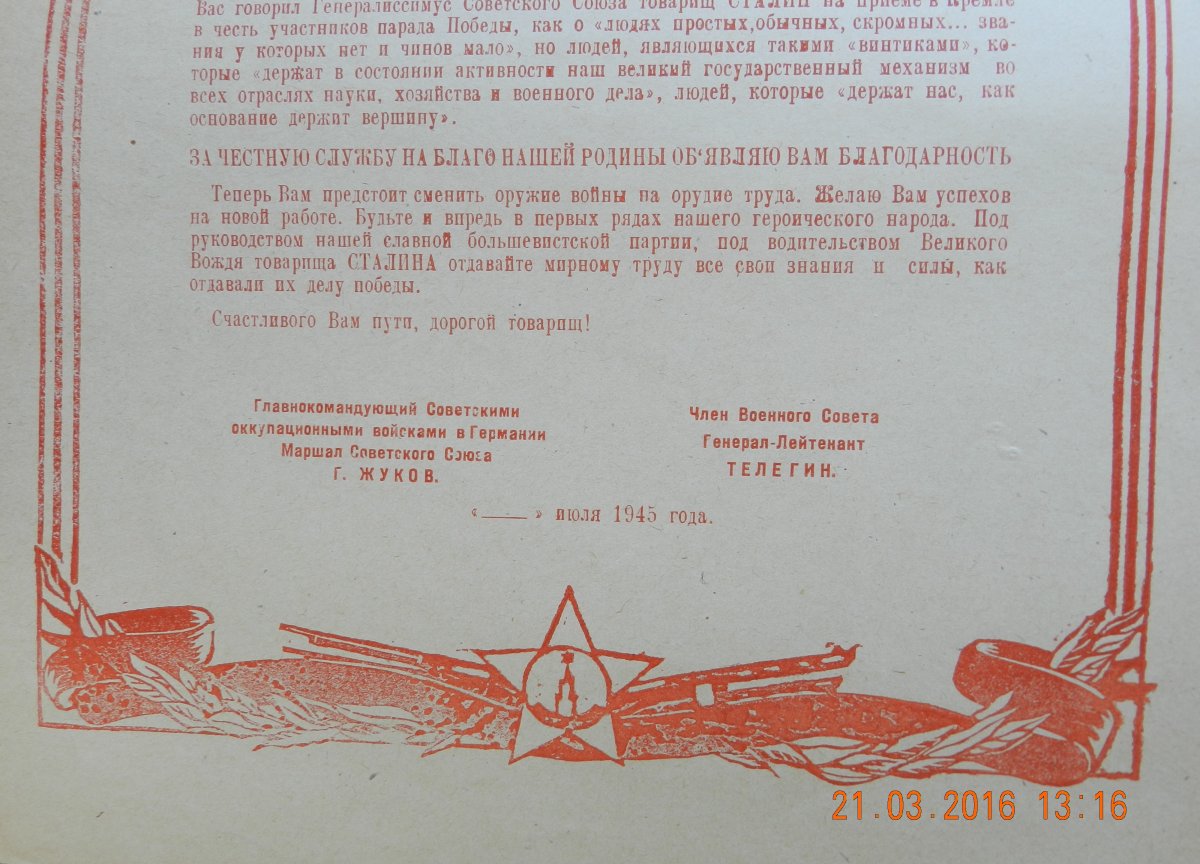 Вас говорил Генералиссимус Советского Союза товарищ СТАЛИН на приеме в Кремле
в честь участников парада Победы, как о «людях простых,обычных, скромных... зва-
ния у которых нет и чинов мало», но людей, являющихся такими «винтиками», ко-
торые «держат в состоянии активности наш великий государственный механизм во
всех отраслях науки, хозяйства и военного дела», людей, которые «держат нас, как
основание держит вершину».
ЗА ЧЕСТНУЮ СЛУЖБУ НА БЛАГО НАШЕЙ РОДИНЫ ОБ'ЯВЛЯЮ ВАМ БЛАГОДАРНОСТЬ
Теперь Вам предстоит сменить оружие войны на орудие труда. Желаю Вам успехов
на новой работе. Будьте и впредь в первых рядах нашего героического народа. Под
руководством нашей славной большевистской партии, под водительством Великого
Вождя товарища СТАЛИНА отдавайте мирному труду все свои знания и силы, как
отдавали их делу победы.
Счастливого Вам пути, дорогой товарищ!
Главнокомандующий Советскими
оккупационными войсками в Германии
Маршал Советского Союза
Г. ЖУКОВ.
Член Военного Совета
Генерал-Лейтенант
ТЕЛЕГИН.
«____» июля 1945 года.
21.03.2016 13:16